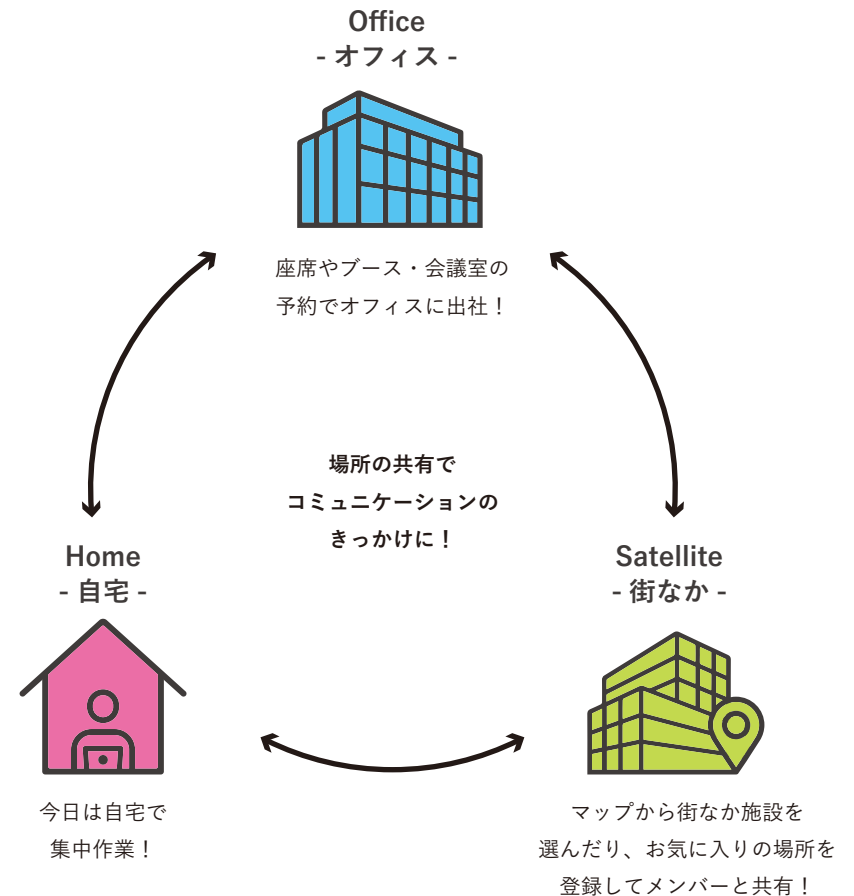 Office
- オフィス -
座席やブース・会議室の
予約でオフィスに出社！
場所の共有で
コミュニケーションの
きっかけに！
Home
- 自宅 -
今日は自宅で
集中作業！
Satellite
- 街なか -
マップから街なか施設を
選んだり、お気に入りの場所を
登録してメンバーと共有！